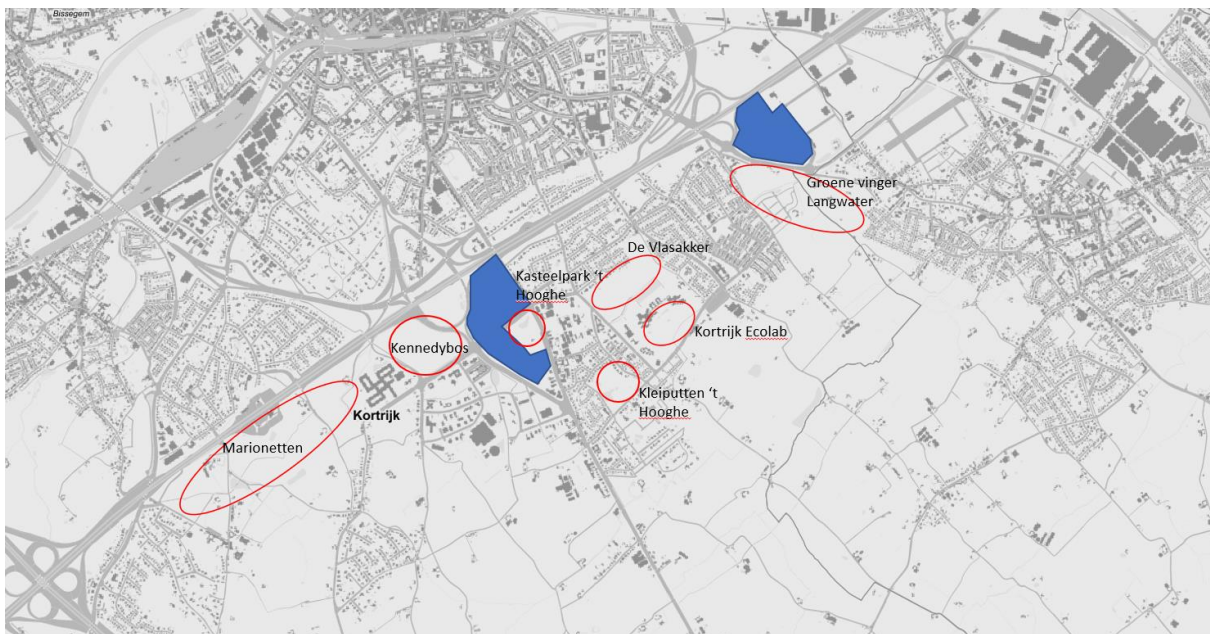 Bissegem
Groene vinger
Langwater
De Vlasakker
Kasteelpark ‘t
Hooghe
Kortrijk Ecolab
Kennedybos
Kleiputten ‘t
Hooghe
Kortrijk
Marionetten